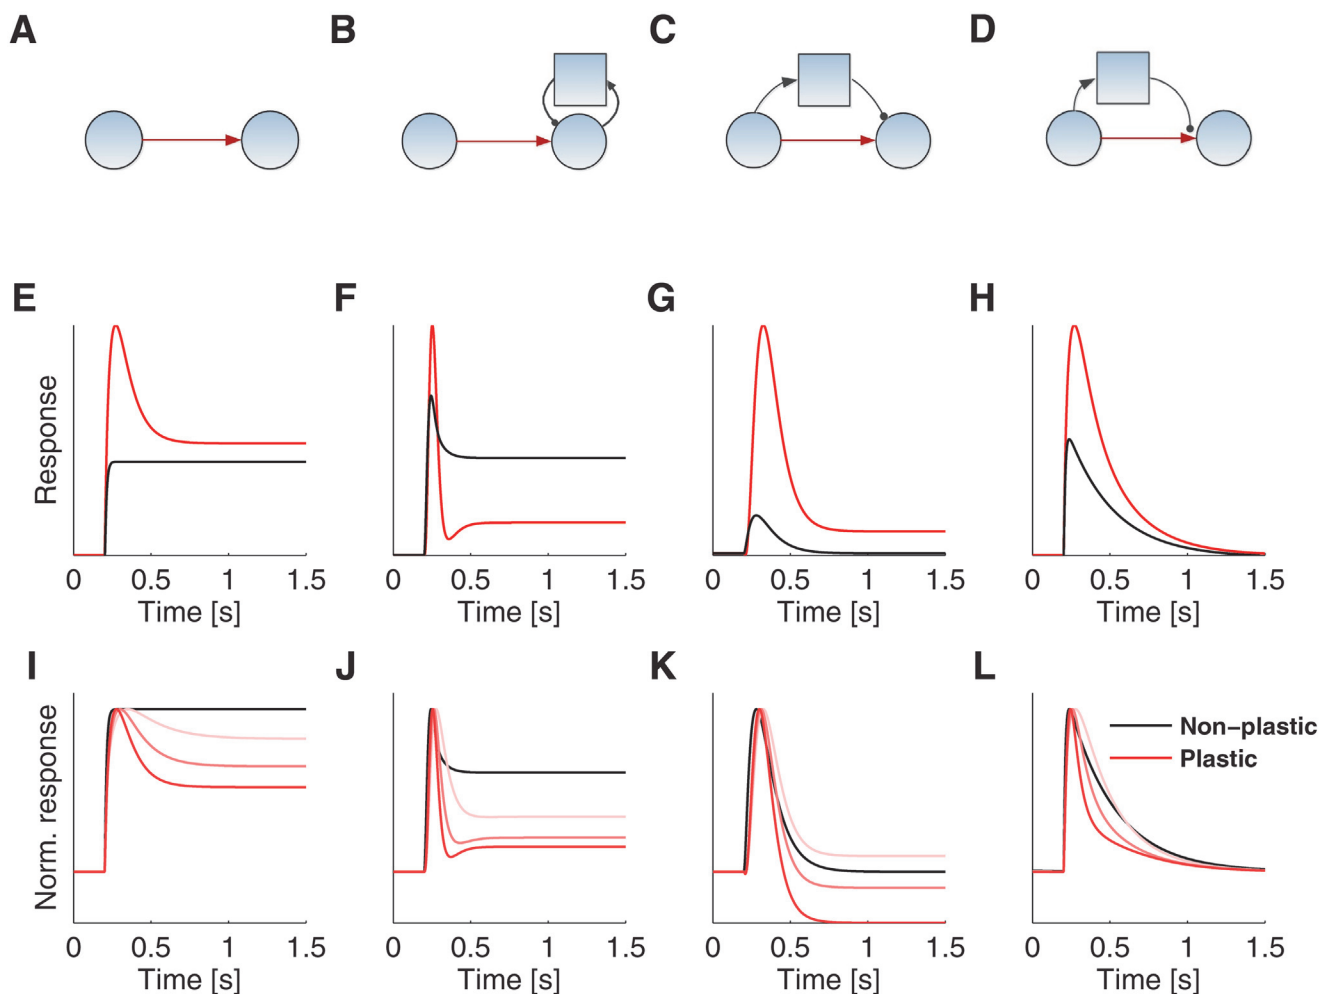 A B C D
E F G H
Response
0 0.5 1 1.5 0 0.5 1 1.5 0 0.5 1 1.5 0 0.5 1 1.5
Time [s] Time [s] Time [s] Time [s]
I J K L
Norm. response
Non–plastic
Plastic
0 0.5 1 1.5 0 0.5 1 1.5 0 0.5 1 1.5 0 0.5 1 1.5
Time [s] Time [s] Time [s] Time [s]